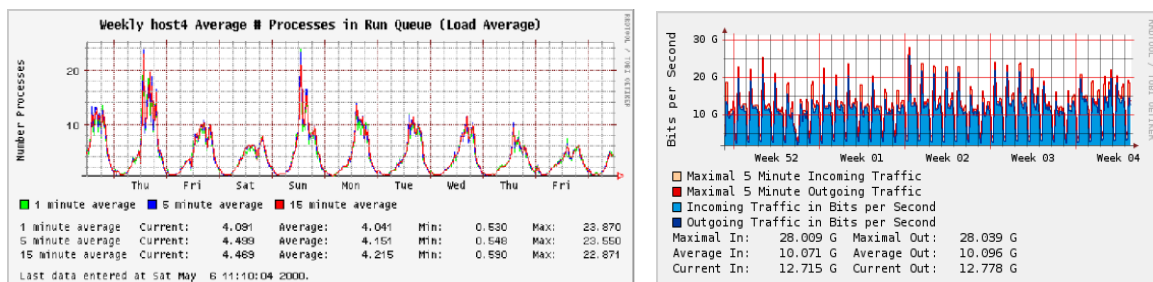 Weekly host4 Average # Processes in Run Queue (Load Average)
RRDTOOL / TOBI OETIKER
Number Processes
20
10
Thu Fri Sat Sun Mon Tue Wed Thu Fri
1 minute average 5 minute average 15 minute average
1 minute average Current: 4.091 Average: 4.041 Min: 0.530 Max: 23.870
5 minute average Current: 4.499 Average: 4.151 Min: 0.548 Max: 23.550
15 minute average Current: 4.469 Average: 4.215 Min: 0.590 Max: 22.871
Last data entered at Sat May 6 11:10:04 2000.
RRDTOOL / TOBI OETIKER
Bits per Second
30 G
20 G
10 G
Week 52 Week 01 Week 02 Week 03 Week 04
Maximal 5 Minute Incoming Traffic
Maximal 5 Minute Outgoing Traffic
Incoming Traffic in Bits per Second
Outgoing Traffic in Bits per Second
Maximal In: 28.009 G Maximal Out: 28.039 G
Average In: 10.071 G Average Out: 10.096 G
Current In: 12.715 G Current Out: 12.778 G